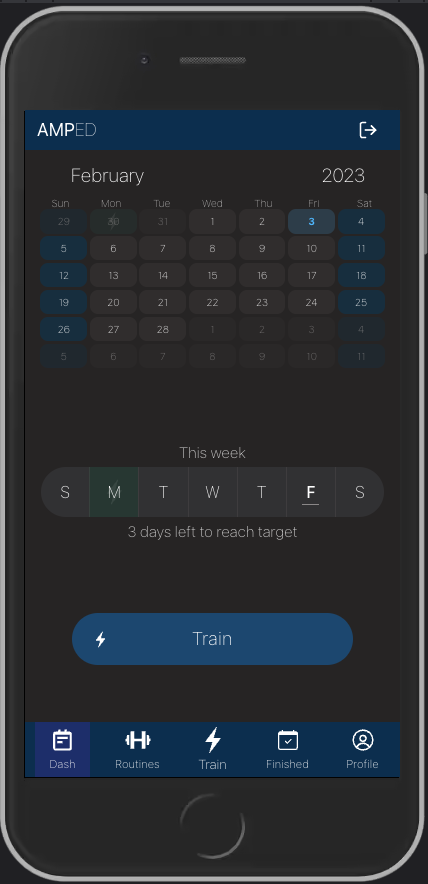 AMPED
February 2023
Sun Mon Tue Wed Thu Fri Sat
29 30 31 1 2 3 4
5 6 7 8 9 10 11
12 13 14 15 16 17 18
19 20 21 22 23 24 25
26 27 28 1 2 3 4
5 6 7 8 9 10 11
This week
S M T W T F S
3 days left to reach target
Train
Dash Routines Train Finished Profile